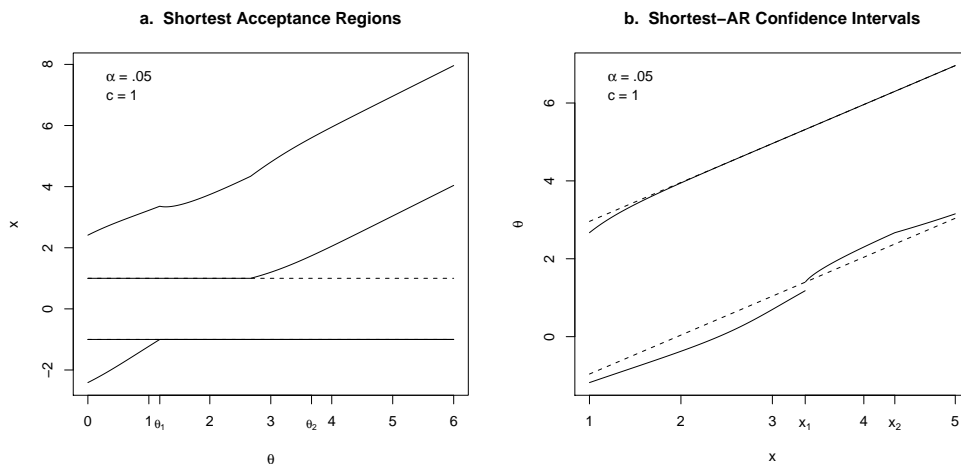 a. Shortest Acceptance Regions
α = .05
c = 1
x
8
6
4
2
0
−2
0 1 θ1 2 3 θ2 4 5 6
θ
b. Shortest−AR Confidence Intervals
α = .05
c = 1
θ
6
4
2
0
1 2 3 x1 4 x2 5
x